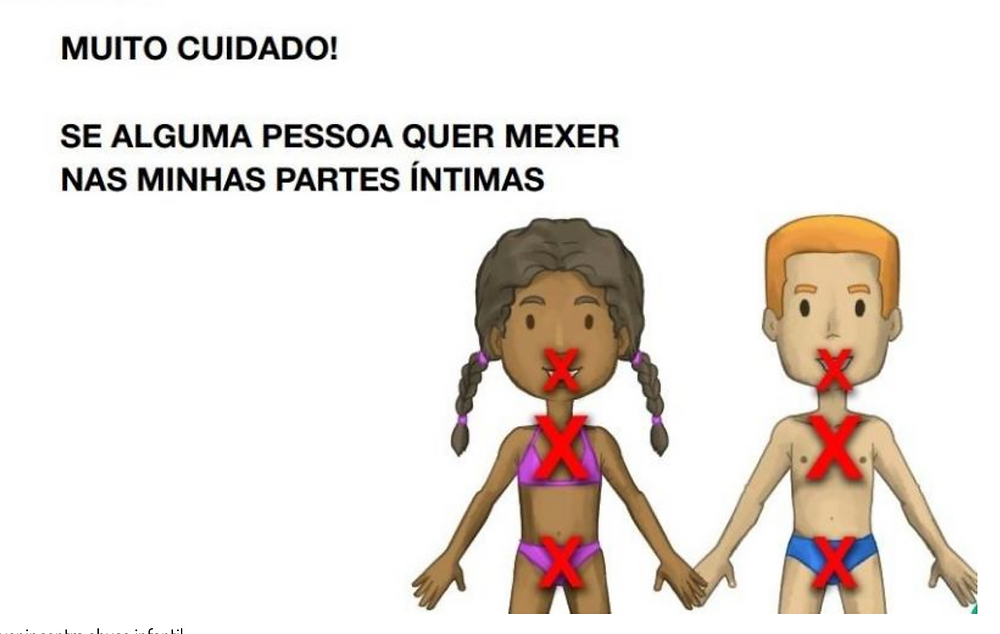 MUITO CUIDADO!
SE ALGUMA PESSOA QUER MEXER
NAS MINHAS PARTES ÍNTIMAS